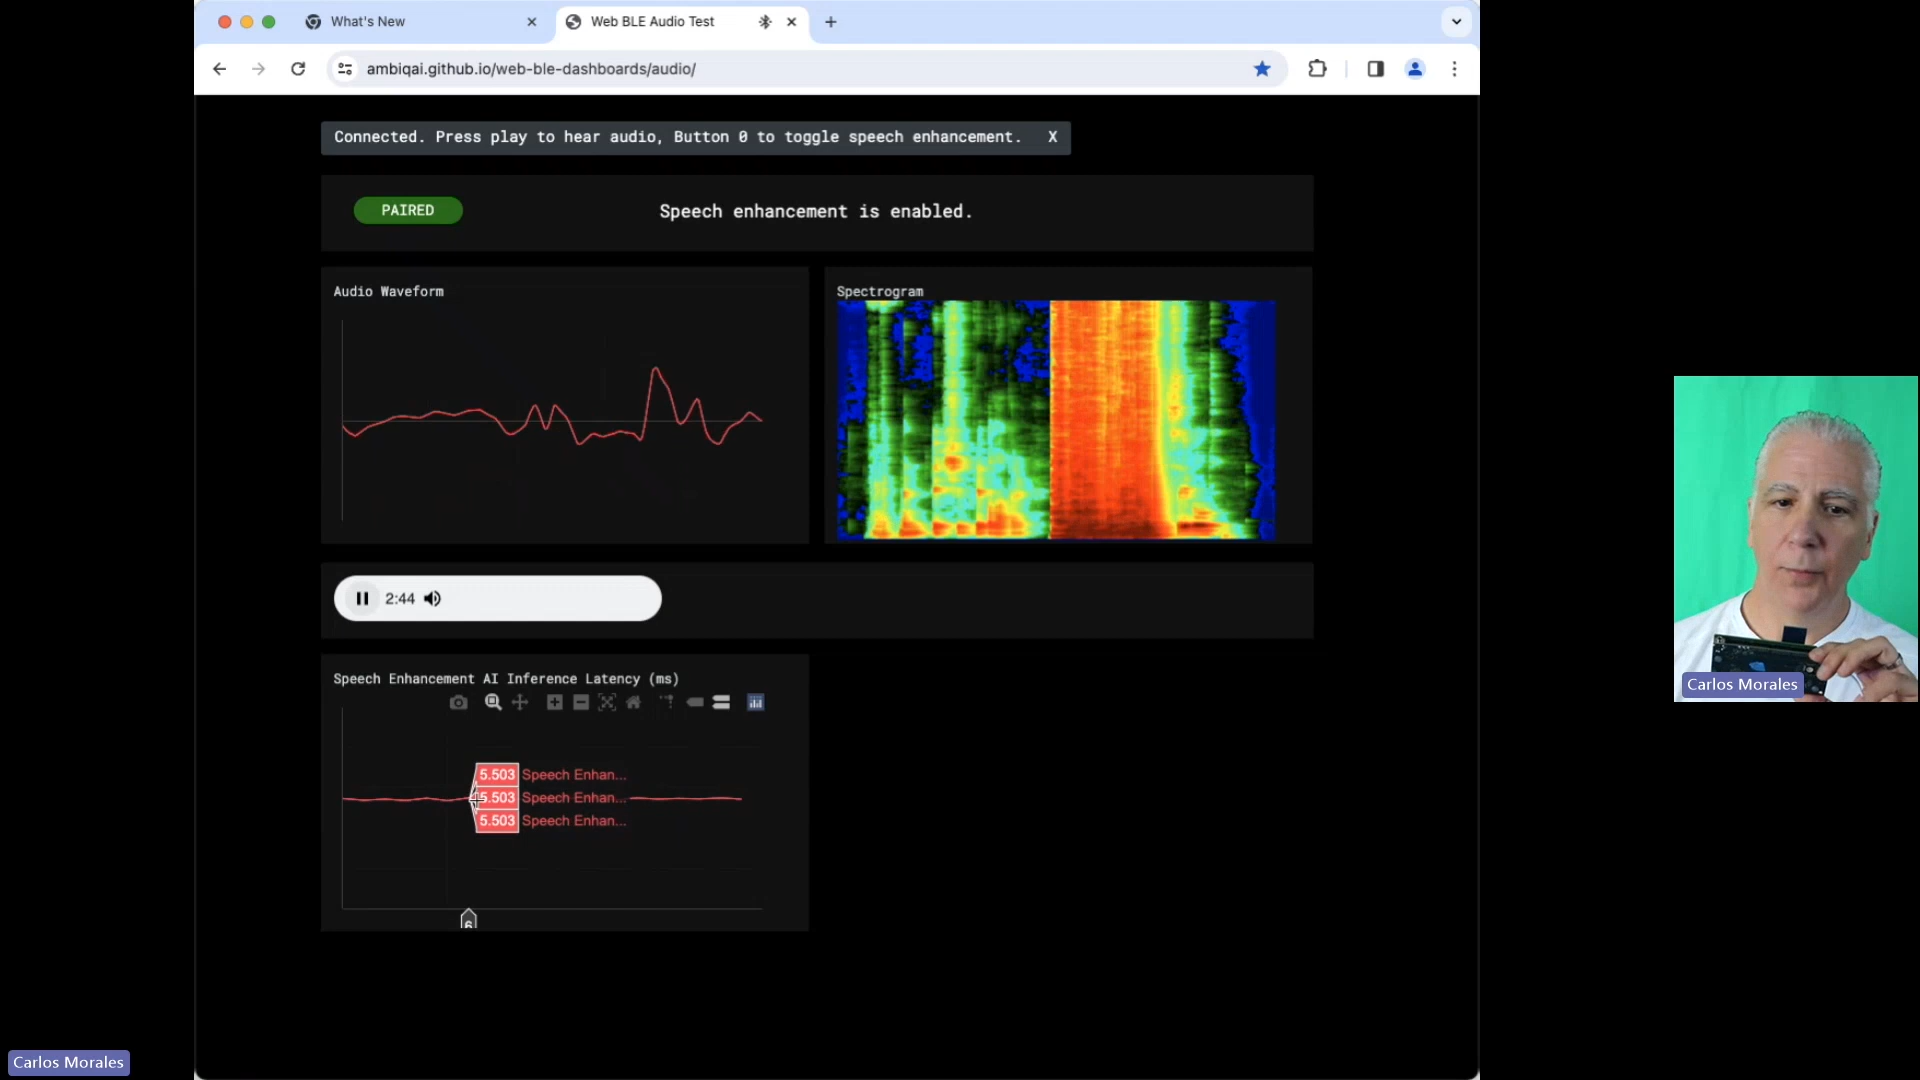 What's New
Web BLE Audio Test
ambiqai.github.io/web-ble-dashboards/audio/
Connected. Press play to hear audio, Button 0 to toggle speech enhancement. X
PAIRED
Speech enhancement is enabled.
Audio Waveform
Spectrogram
2:44
Speech Enhancement AI Inference Latency (ms)
5.503 Speech Enhan...
5.503 Speech Enhan...
5.503 Speech Enhan...
6
Carlos Morales
Carlos Morales